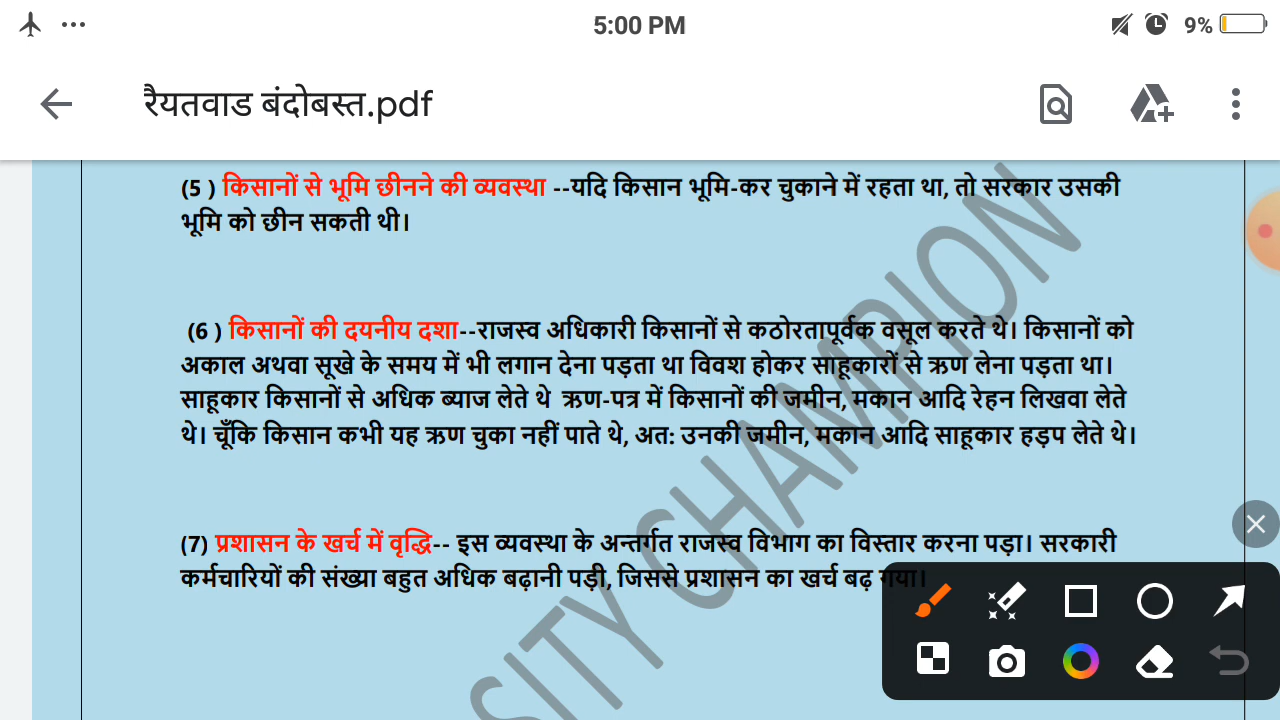 5:00 PM
9%
रैयतवाड बंदोबस्त.pdf
(5 ) किसानों से भूमि छीनने की व्यवस्था --यदि किसान भूमि-कर चुकाने में रहता था, तो सरकार उसकी
भूमि को छीन सकती थी।
(6 ) किसानों की दयनीय दशा--राजस्व अधिकारी किसानों से कठोरतापूर्वक वसूल करते थे। किसानों को
अकाल अथवा सूखे के समय में भी लगान देना पड़ता था विवश होकर साहूकारों से ऋण लेना पड़ता था।
साहूकार किसानों से अधिक ब्याज लेते थे ऋण-पत्र में किसानों की जमीन, मकान आदि रेहन लिखवा लेते
थे। चूँकि किसान कभी यह ऋण चुका नहीं पाते थे, अत: उनकी जमीन, मकान आदि साहूकार हड़प लेते थे।
(7) प्रशासन के खर्च में वृद्धि-- इस व्यवस्था के अन्तर्गत राजस्व विभाग का विस्तार करना पड़ा। सरकारी
कर्मचारियों की संख्या बहुत अधिक बढ़ानी पड़ी, जिससे प्रशासन का खर्च बढ़ गया।
SITY CHAMPION